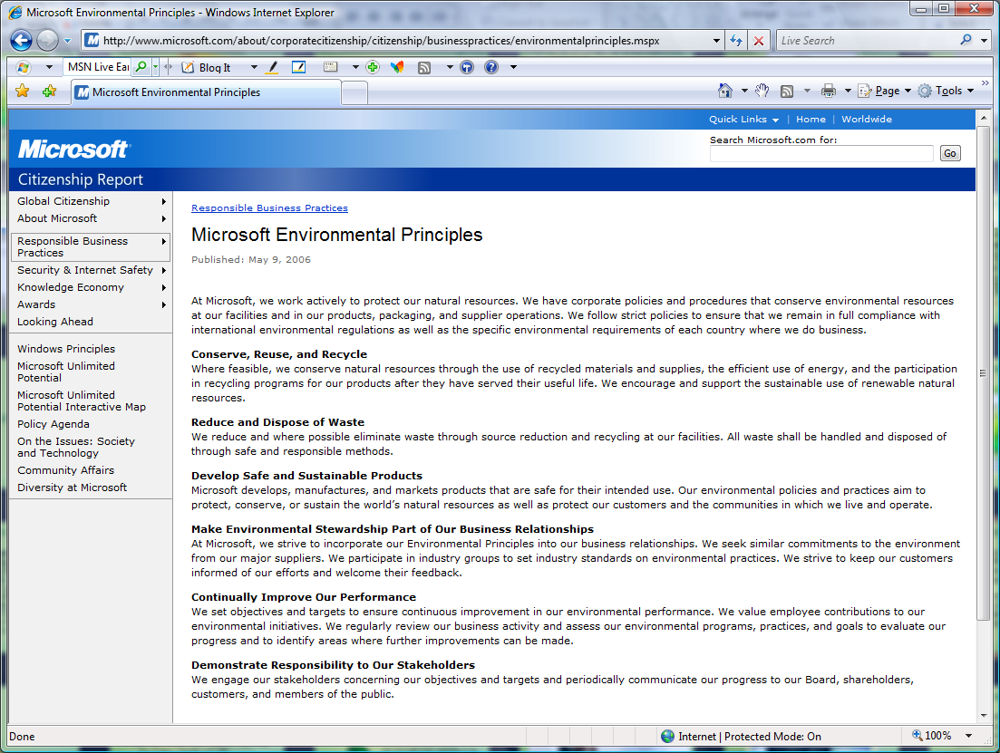 Microsoft Environmental Principles - Windows Internet Explorer
http://www.microsoft.com/about/corporatecitizenship/citizenship/businesspractices/environmentalprinciples.mspx
Live Search
MSN Live Ear
Blog It
Microsoft Environmental Principles
Page
Tools
Quick Links | Home | Worldwide
Microsoft
Search Microsoft.com for:
Go
Citizenship Report
Global Citizenship
About Microsoft
Responsible Business
Practices
Security & Internet Safety
Knowledge Economy
Awards
Looking Ahead
Windows Principles
Microsoft Unlimited
Potential
Microsoft Unlimited
Potential Interactive Map
Policy Agenda
On the Issues: Society
and Technology
Community Affairs
Diversity at Microsoft
Responsible Business Practices
Microsoft Environmental Principles
Published: May 9, 2006
At Microsoft, we work actively to protect our natural resources. We have corporate policies and procedures that conserve environmental resources
at our facilities and in our products, packaging, and supplier operations. We follow strict policies to ensure that we remain in full compliance with
international environmental regulations as well as the specific environmental requirements of each country where we do business.
Conserve, Reuse, and Recycle
Where feasible, we conserve natural resources through the use of recycled materials and supplies, the efficient use of energy, and the participation
in recycling programs for our products after they have served their useful life. We encourage and support the sustainable use of renewable natural
resources.
Reduce and Dispose of Waste
We reduce and where possible eliminate waste through source reduction and recycling at our facilities. All waste shall be handled and disposed of
through safe and responsible methods.
Develop Safe and Sustainable Products
Microsoft develops, manufactures, and markets products that are safe for their intended use. Our environmental policies and practices aim to
protect, conserve, or sustain the world's natural resources as well as protect our customers and the communities in which we live and operate.
Make Environmental Stewardship Part of Our Business Relationships
At Microsoft, we strive to incorporate our Environmental Principles into our business relationships. We seek similar commitments to the environment
from our major suppliers. We participate in industry groups to set industry standards on environmental practices. We strive to keep our customers
informed of our efforts and welcome their feedback.
Continually Improve Our Performance
We set objectives and targets to ensure continuous improvement in our environmental performance. We value employee contributions to our
environmental initiatives. We regularly review our business activity and assess our environmental programs, practices, and goals to evaluate our
progress and to identify areas where further improvements can be made.
Demonstrate Responsibility to Our Stakeholders
We engage our stakeholders concerning our objectives and targets and periodically communicate our progress to our Board, shareholders,
customers, and members of the public.
Done
Internet | Protected Mode: On
100%